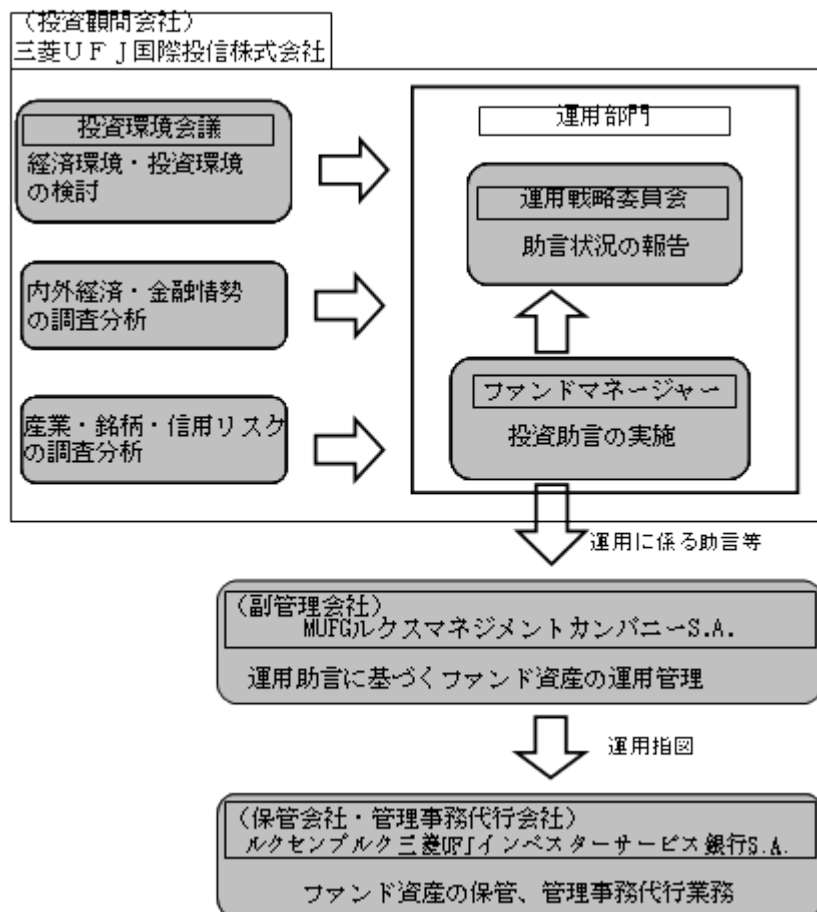 （投資顧問会社）
三菱ＵＦＪ国際投信株式会社
投資環境会議
経済環境・投資環境
の検討
内外経済・金融情勢
の調査分析
産業・銘柄・信用リスク
の調査分析
運用部門
運用戦略委員会
助言状況の報告
ファンドマネージャー
投資助言の実施
運用に係る助言等
（副管理会社）
MUFGルクスマネジメントカンパニーS.A.
運用助言に基づくファンド資産の運用管理
運用指図
（保管会社・管理事務代行会社）
ルクセンブルク三菱UFJインベスターサービス銀行S.A.
ファンド資産の保管、管理事務代行業務